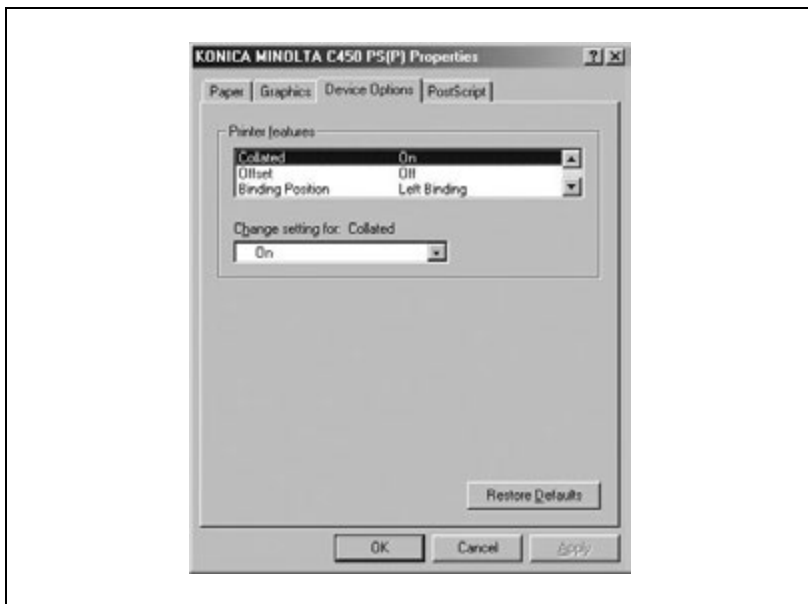 KONICA MINOLTA C450 PS(P) Properties
Paper Graphics Device Options PostScript
Printer features
Collated On
Offset Off
Binding Position Left Binding
Change setting for: Collated
On
Restore Defaults
OK Cancel Apply